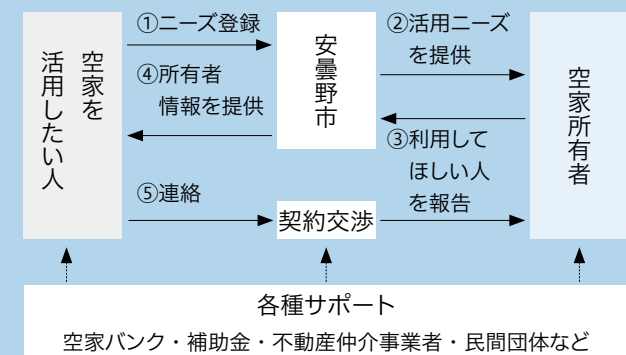 空家を
活用したい人
①ニーズ登録
④所有者
情報を提供
⑤連絡
安曇野市
契約交渉
②活用ニーズ
を提供
③利用して
ほしい人
を報告
空家所有者
各種サポート
空家バンク・補助金・不動産仲介事業者・民間団体など